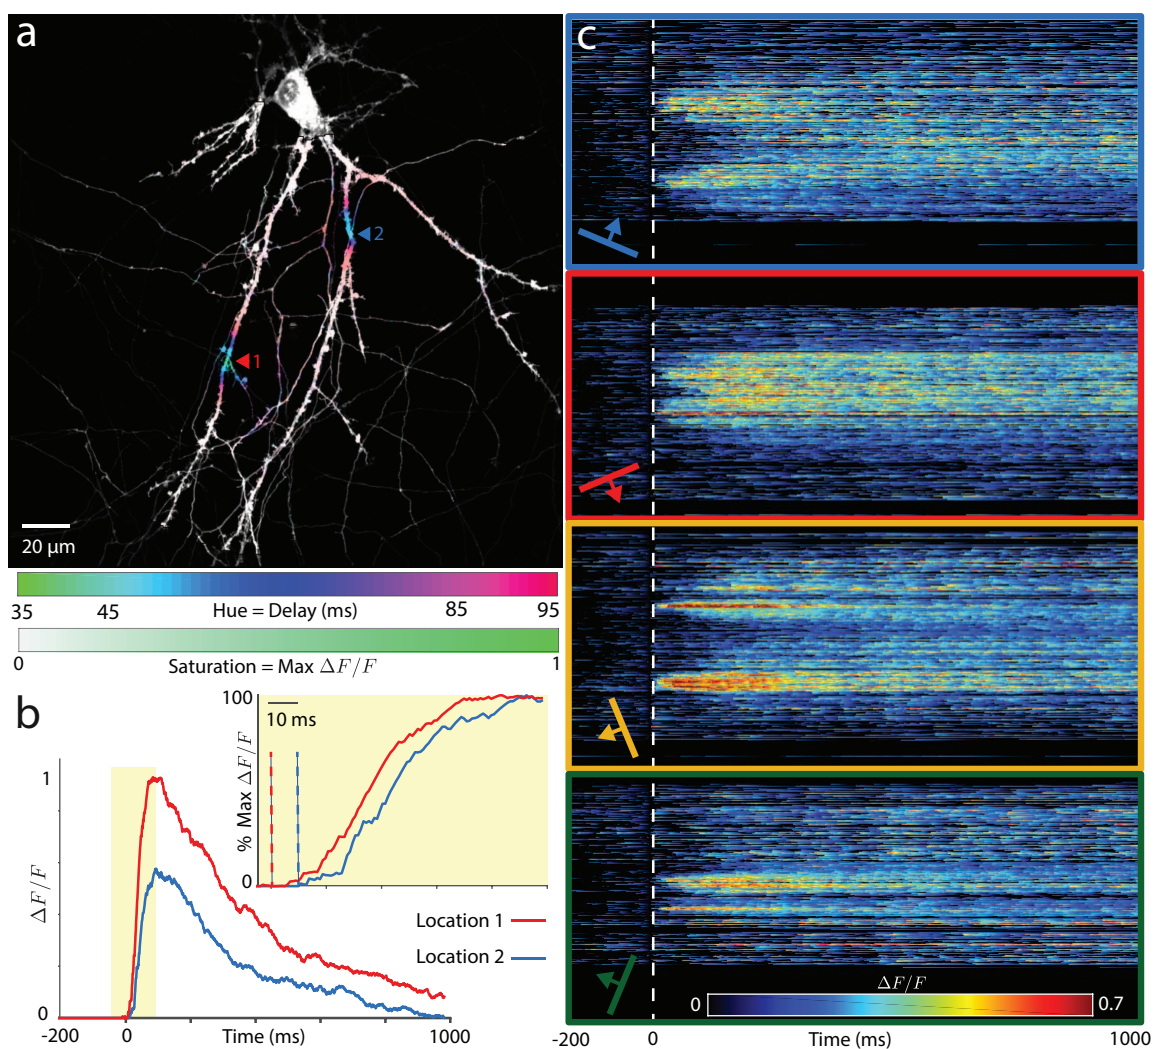 a
2
1
20 µm
35 45 Hue = Delay (ms) 85 95
0 Saturation = Max ΔF/F 1
b
100
10 ms
% Max ΔF/F
0
1
ΔF/F
0
Location 1
Location 2
-200 0 Time (ms) 1000
c
ΔF/F
0 0.7
-200 0 Time (ms) 1000